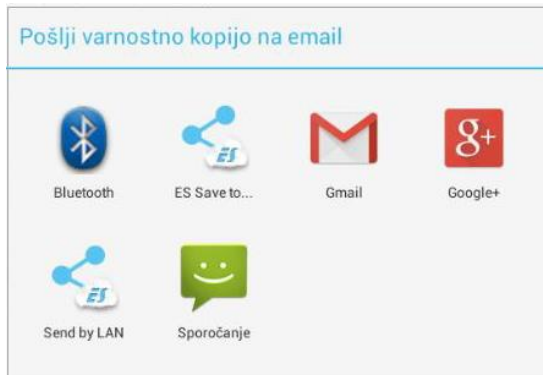 Pošlji varnostno kopijo na email
Bluetooth
ES Save to...
Gmail
Google+
Send by LAN
Sporočanje